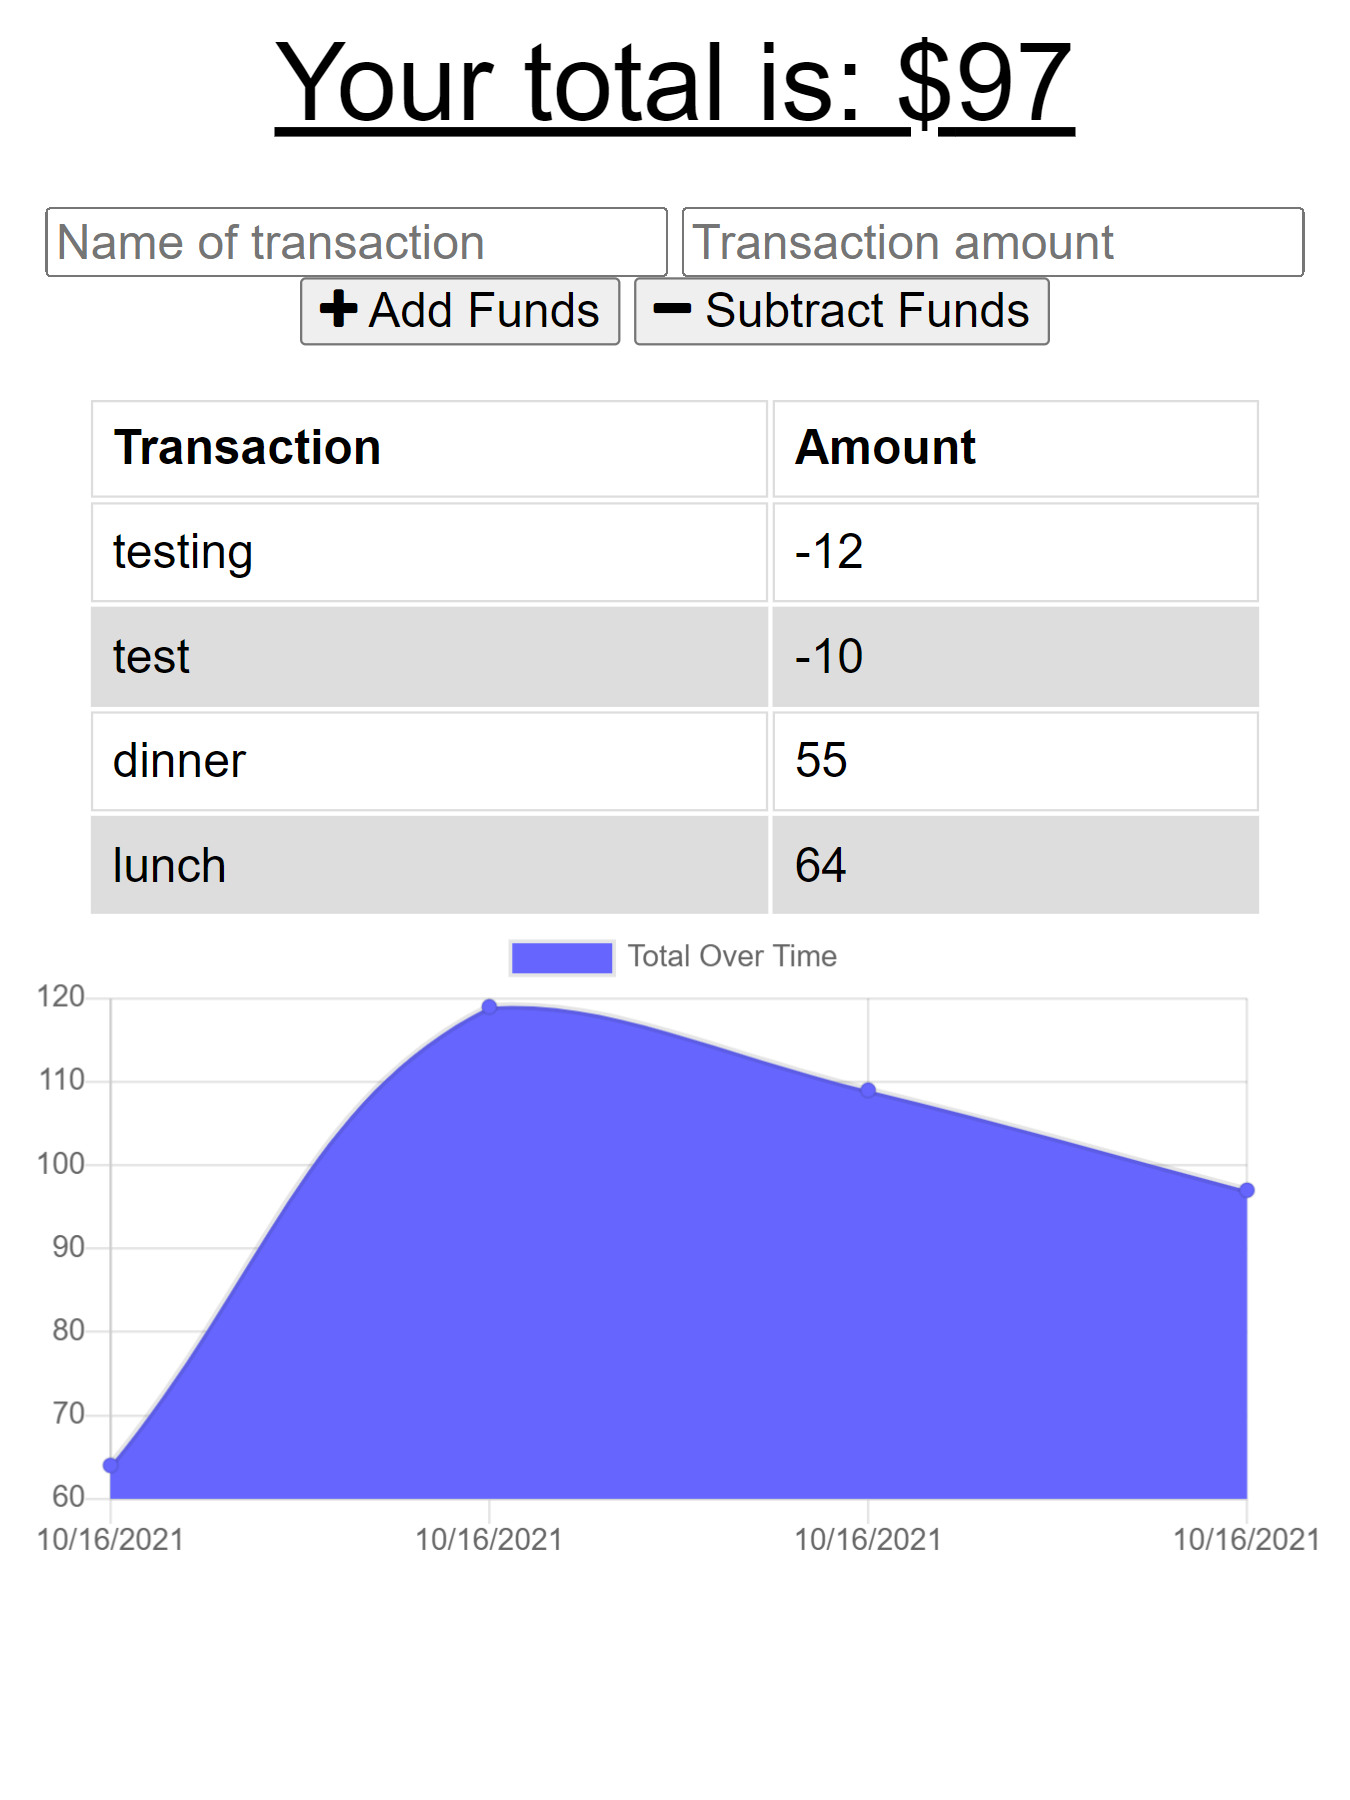 Your total is: $97
Name of transaction Transaction amount
Add Funds Subtract Funds
Transaction Amount
testing -12
test -10
dinner 55
lunch 64
Total Over Time
120
110
100
90
80
70
60
10/16/2021 10/16/2021 10/16/2021 10/16/2021